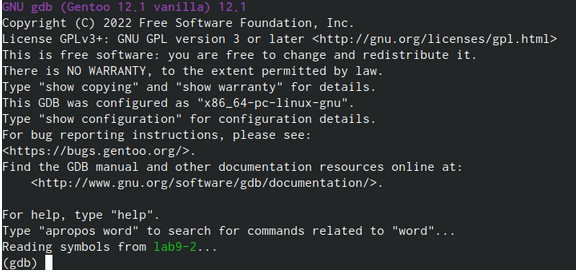 GNU gdb (Gentoo 12.1 vanilla) 12.1
Copyright (C) 2022 Free Software Foundation, Inc.
License GPLv3+: GNU GPL version 3 or later <http://gnu.org/licenses/gpl.html>
This is free software: you are free to change and redistribute it.
There is NO WARRANTY, to the extent permitted by law.
Type "show copying" and "show warranty" for details.
This GDB was configured as "x86_64-pc-linux-gnu".
Type "show configuration" for configuration details.
For bug reporting instructions, please see:
<https://bugs.gentoo.org/>.
Find the GDB manual and other documentation resources online at:
    <http://www.gnu.org/software/gdb/documentation/>.

For help, type "help".
Type "apropos word" to search for commands related to "word"...
Reading symbols from lab9-2...
(gdb)